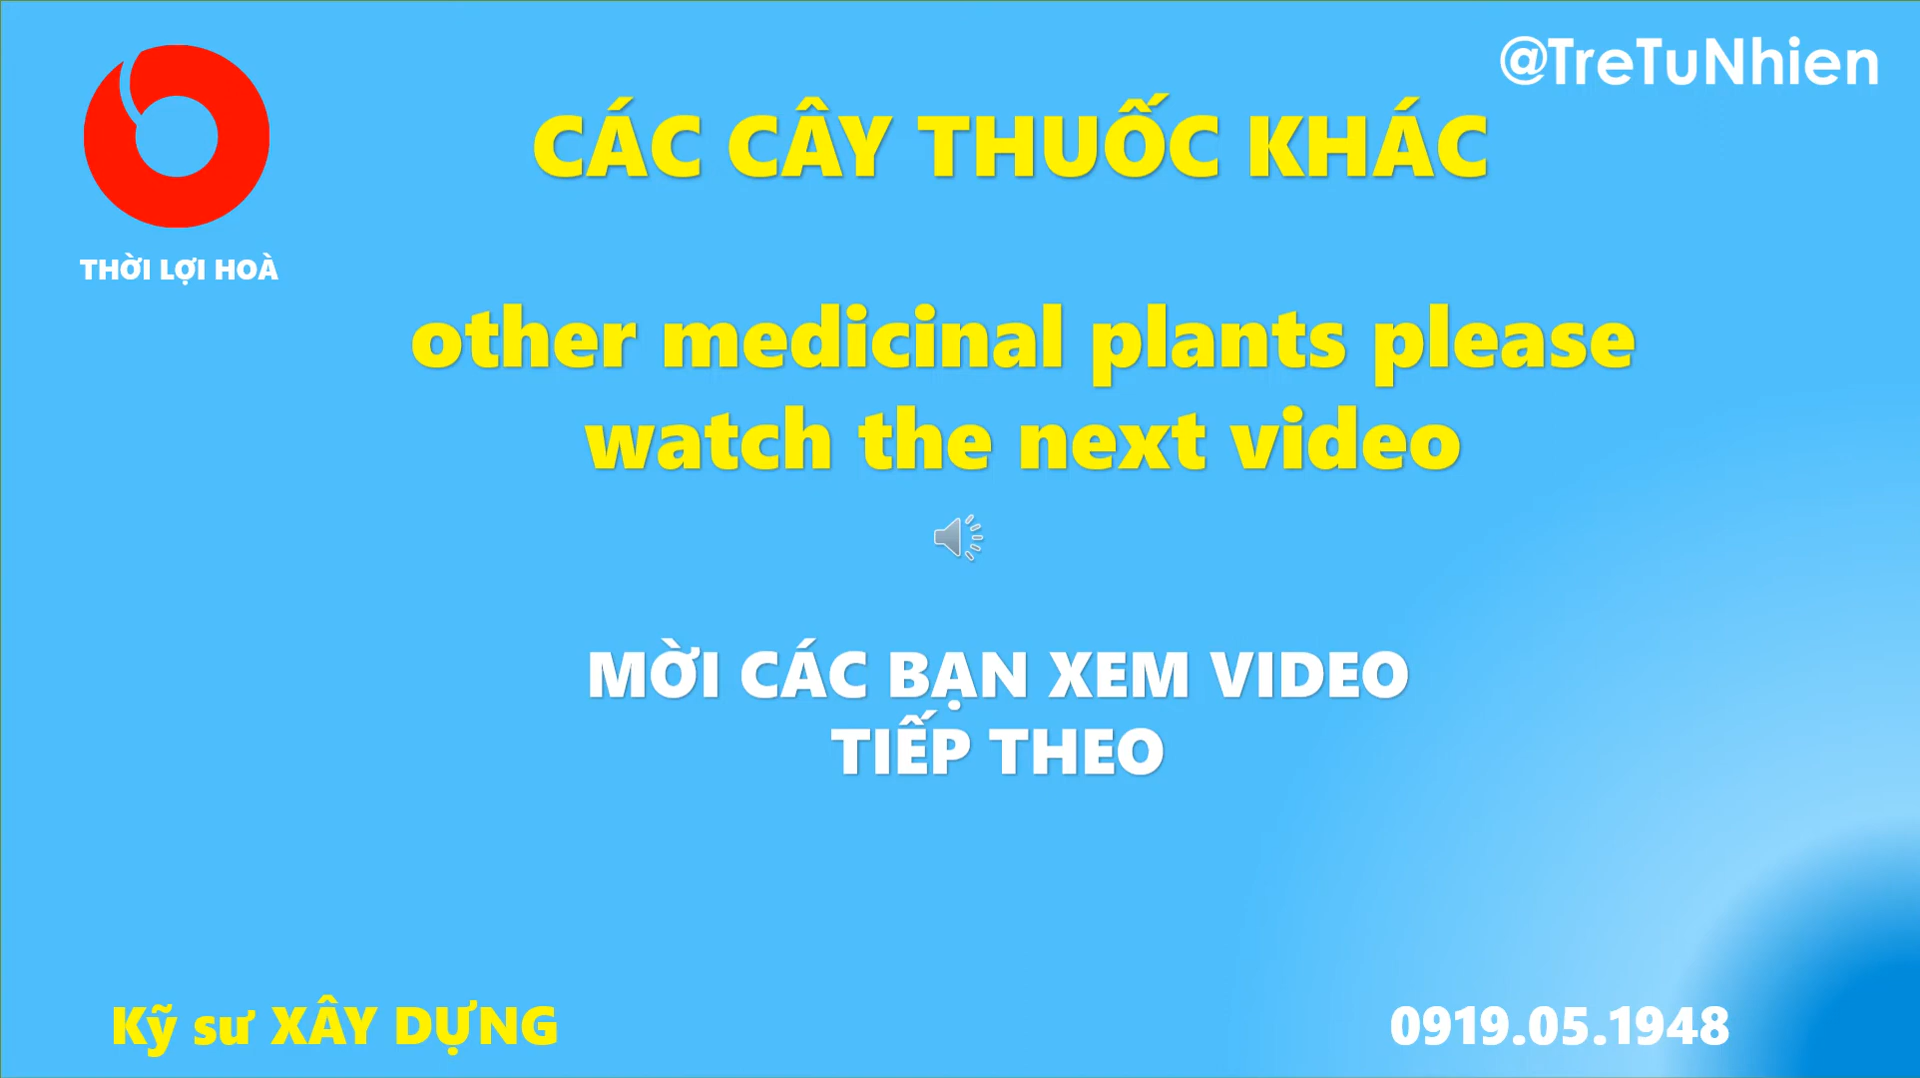 @TreTuNhien
CÁC CÂY THUỐC KHÁC
THỜI LỢI HOÀ
other medicinal plants please
watch the next video
MỜI CÁC BẠN XEM VIDEO
TIẾP THEO
Kỹ sư XÂY DỰNG
0919.05.1948